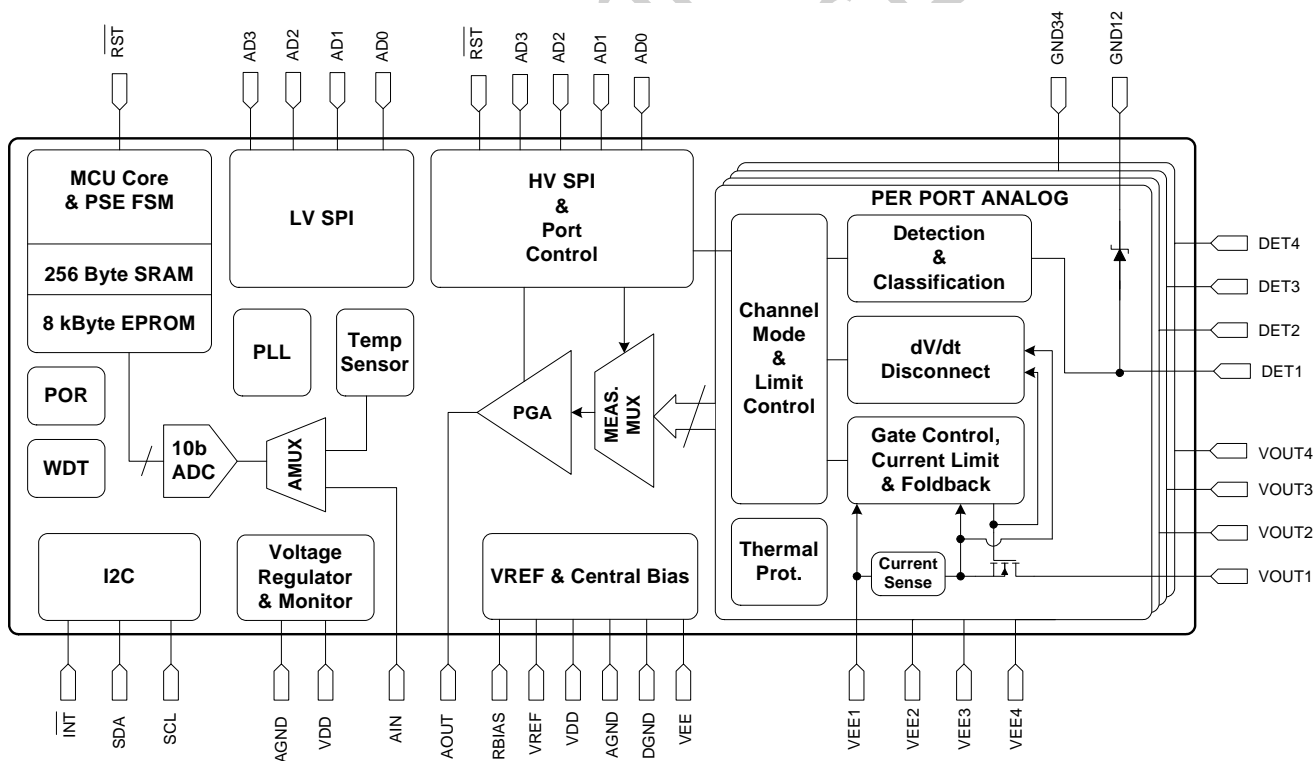 RST
AD3
AD2
AD1
AD0
RST
AD3
AD2
AD1
AD0
GND34
GND12
MCU Core
& PSE FSM
256 Byte SRAM
8 kByte EPROM
LV SPI
HV SPI
&
Port
Control
PER PORT ANALOG
Channel
Mode
&
Limit
Control
Detection
&
Classification
dV/dt
Disconnect
Gate Control,
Current Limit
& Foldback
Thermal
Prot.
Current
Sense
DET4
DET3
DET2
DET1
VOUT4
VOUT3
VOUT2
VOUT1
POR
WDT
PLL
Temp
Sensor
10b
ADC
AMUX
PGA
MEAS.
MUX
I2C
Voltage
Regulator
& Monitor
VREF & Central Bias
INT
SDA
SCL
AGND
VDD
AIN
AOUT
RBIAS
VREF
VDD
AGND
DGND
VEE
VEE1
VEE2
VEE3
VEE4